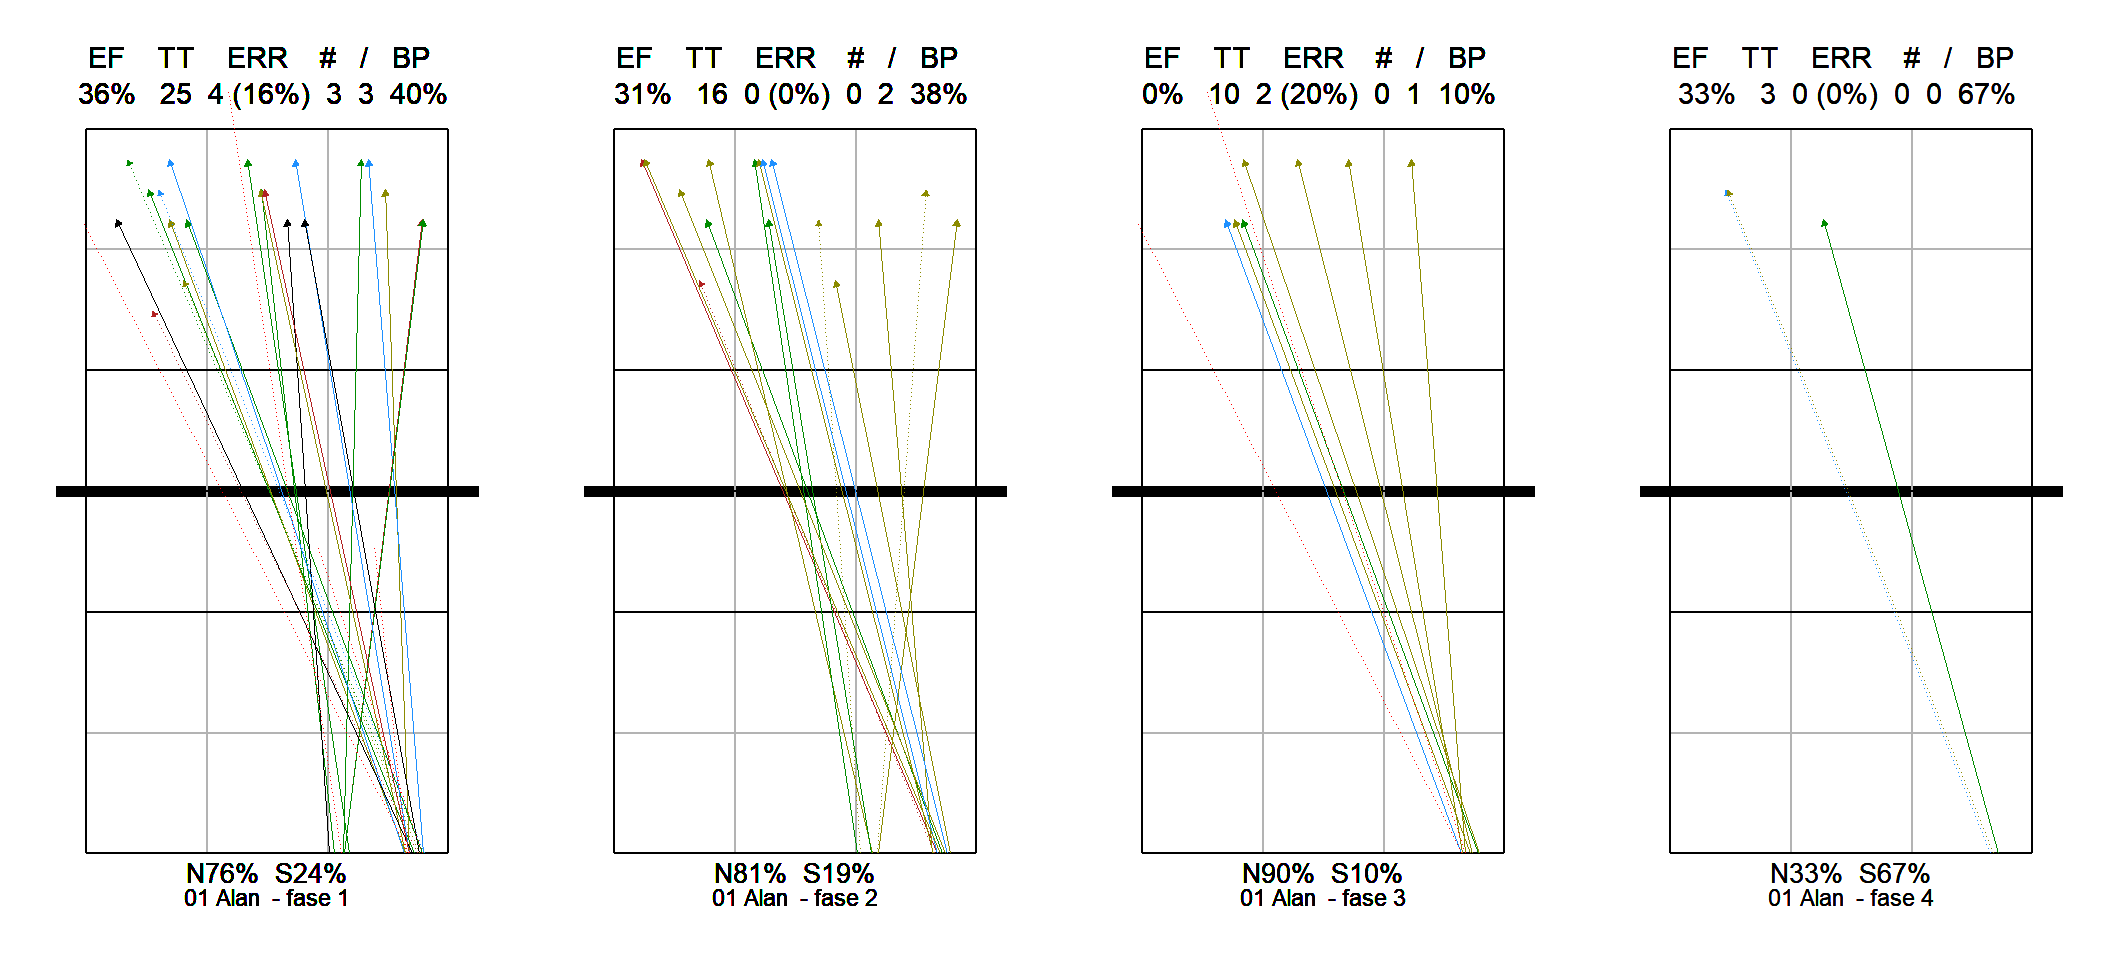 EF TT ERR # / BP
36% 25 4 (16%) 3 3 40%
N76% S24%
01 Alan - fase 1
EF TT ERR # / BP
31% 16 0 (0%) 0 2 38%
N81% S19%
01 Alan - fase 2
EF TT ERR # / BP
0% 10 2 (20%) 0 1 10%
N90% S10%
01 Alan - fase 3
EF TT ERR # / BP
33% 3 0 (0%) 0 0 67%
N33% S67%
01 Alan - fase 4